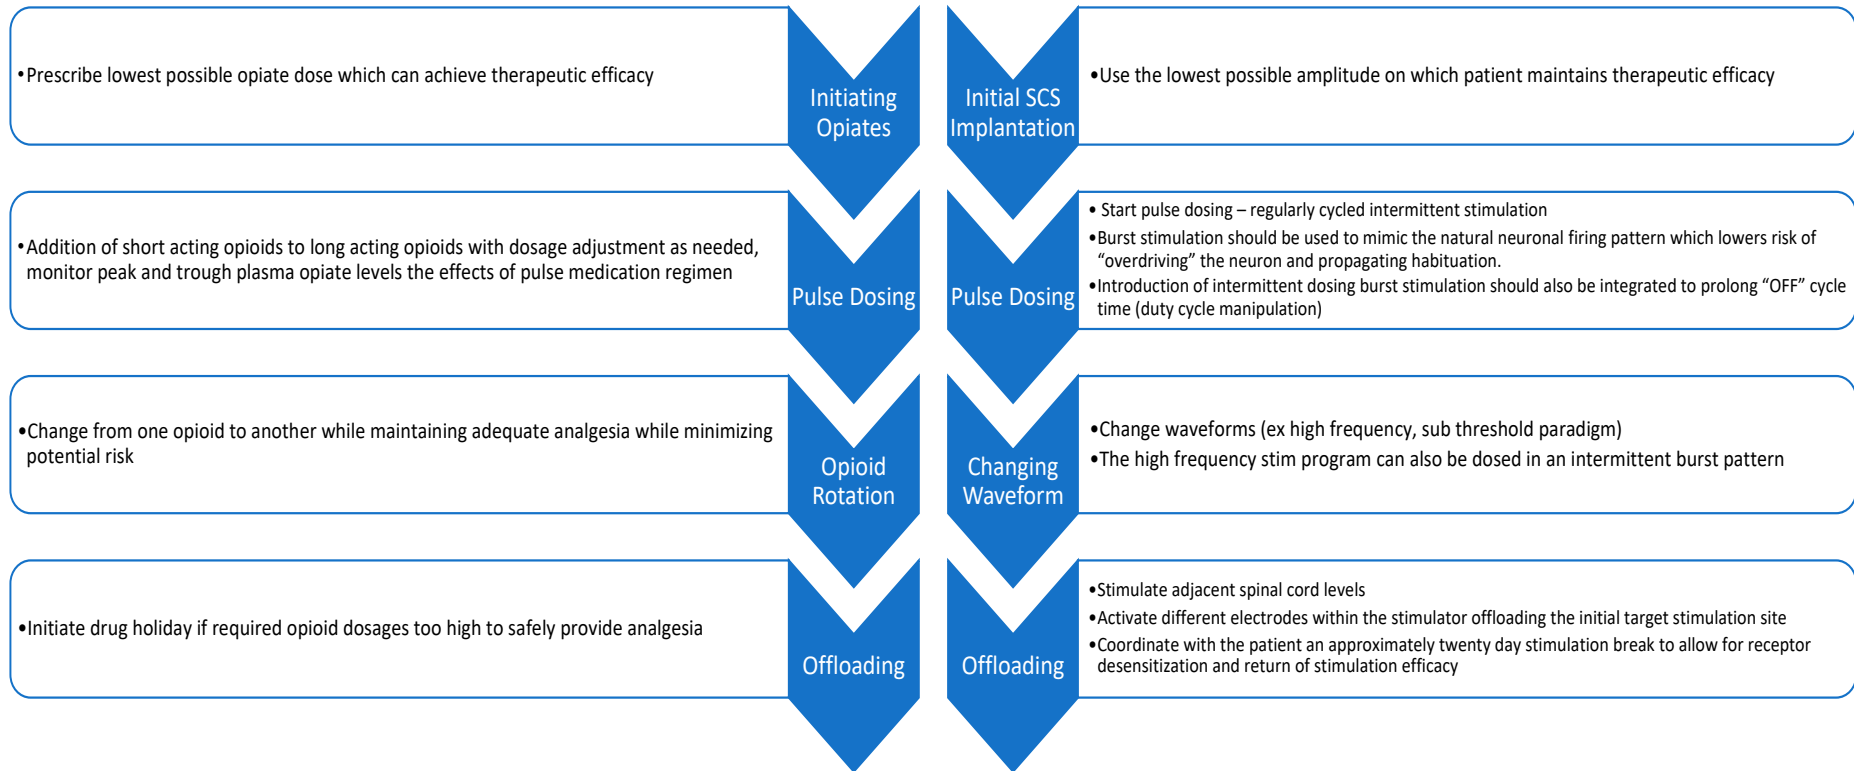 •Prescribe lowest possible opiate dose which can achieve therapeutic efficacy
Initiating
Opiates
Initial SCS
Implantation
•Use the lowest possible amplitude on which patient maintains therapeutic efficacy
•Addition of short acting opioids to long acting opioids with dosage adjustment as needed,
monitor peak and trough plasma opiate levels the effects of pulse medication regimen
Pulse Dosing
Pulse Dosing
• Start pulse dosing – regularly cycled intermittent stimulation
•Burst stimulation should be used to mimic the natural neuronal firing pattern which lowers risk of
“overdriving” the neuron and propagating habituation.
•Introduction of intermittent dosing burst stimulation should also be integrated to prolong “OFF” cycle
time (duty cycle manipulation)
•Change from one opioid to another while maintaining adequate analgesia while minimizing
potential risk
Opioid
Rotation
Changing
Waveform
•Change waveforms (ex high frequency, sub threshold paradigm)
•The high frequency stim program can also be dosed in an intermittent burst pattern
•Initiate drug holiday if required opioid dosages too high to safely provide analgesia
Offloading
Offloading
•Stimulate adjacent spinal cord levels
•Activate different electrodes within the stimulator offloading the initial target stimulation site
•Coordinate with the patient an approximately twenty day stimulation break to allow for receptor
desensitization and return of stimulation efficacy